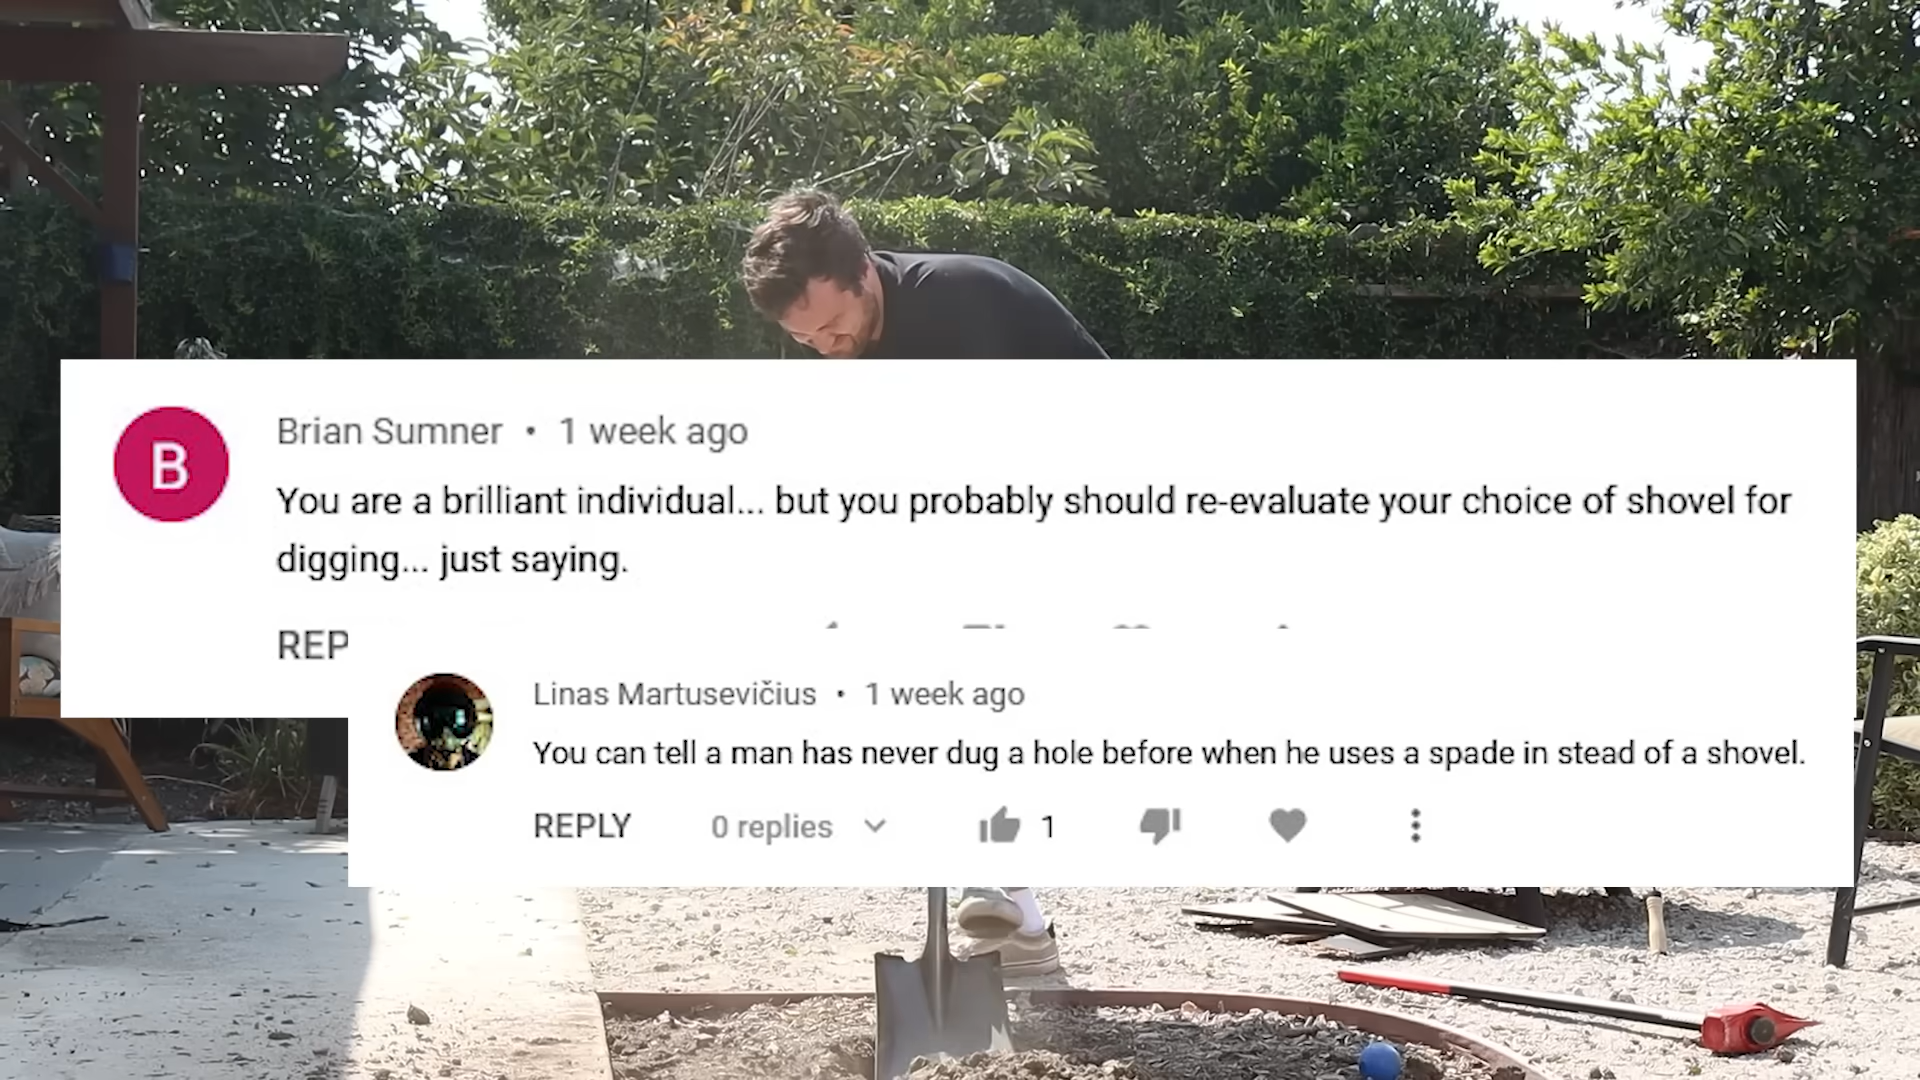 B
Brian Sumner • 1 week ago
You are a brilliant individual... but you probably should re-evaluate your choice of shovel for
digging... just saying.
REP
Linas Martusevičius • 1 week ago
You can tell a man has never dug a hole before when he uses a spade in stead of a shovel.
REPLY 0 replies 1